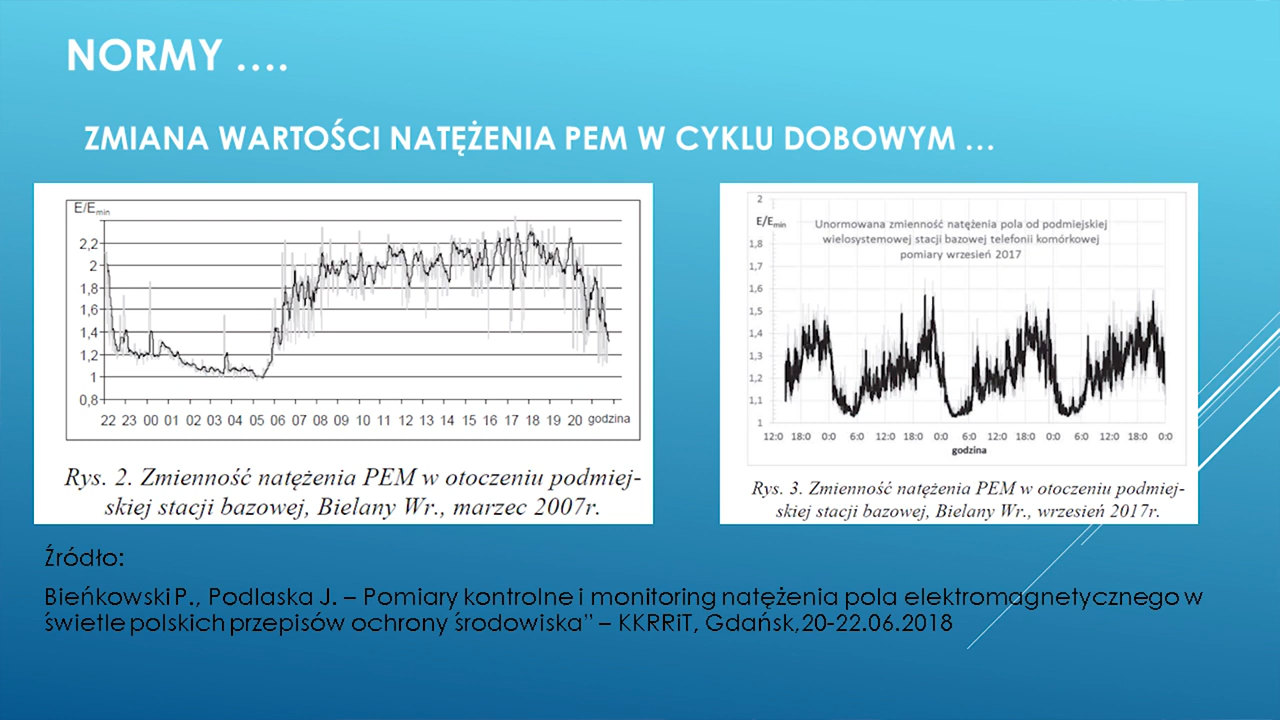 NORMY ....
ZMIANA WARTOŚCI NATĘŻENIA PEM W CYKLU DOBOWYM ...
E/Emin
2,2
2
1,8
1,6
1,4
1,2
1
0,8
22 23 00 01 02 03 04 05 06 07 08 09 10 11 12 13 14 15 16 17 18 19 20 godzina
Rys. 2. Zmienność natężenia PEM w otoczeniu podmiej-
skiej stacji bazowej, Bielany Wr., marzec 2007r.
2
E/Emin
Unormowana zmienność natężenia pola od podmiejskiej
wielosystemowej stacji bazowej telefonii komórkowej
pomiary wrzesień 2017
1,8
1,7
1,6
1,5
1,4
1,3
1,2
1,1
1
12:0 18:0 0:0 6:0 12:0 18:0 0:0 6:0 12:0 18:0 0:0 6:0 12:0 18:0 0:0
godzina
Rys. 3. Zmienność natężenia PEM w otoczeniu podmiej-
skiej stacji bazowej, Bielany Wr., wrzesień 2017r.
Źródło:
Bieńkowski P., Podlaska J. – Pomiary kontrolne i monitoring natężenia pola elektromagnetycznego w
świetle polskich przepisów ochrony środowiska" – KKRRiT, Gdańsk,20-22.06.2018